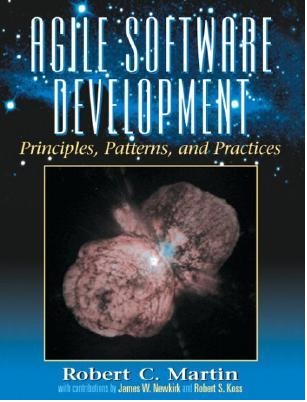 AGILE SOFTWARE
DEVELOPMENT
Principles, Patterns, and Practices
Robert C. Martin
with contributions by James W. Newkirk and Robert S. Koss